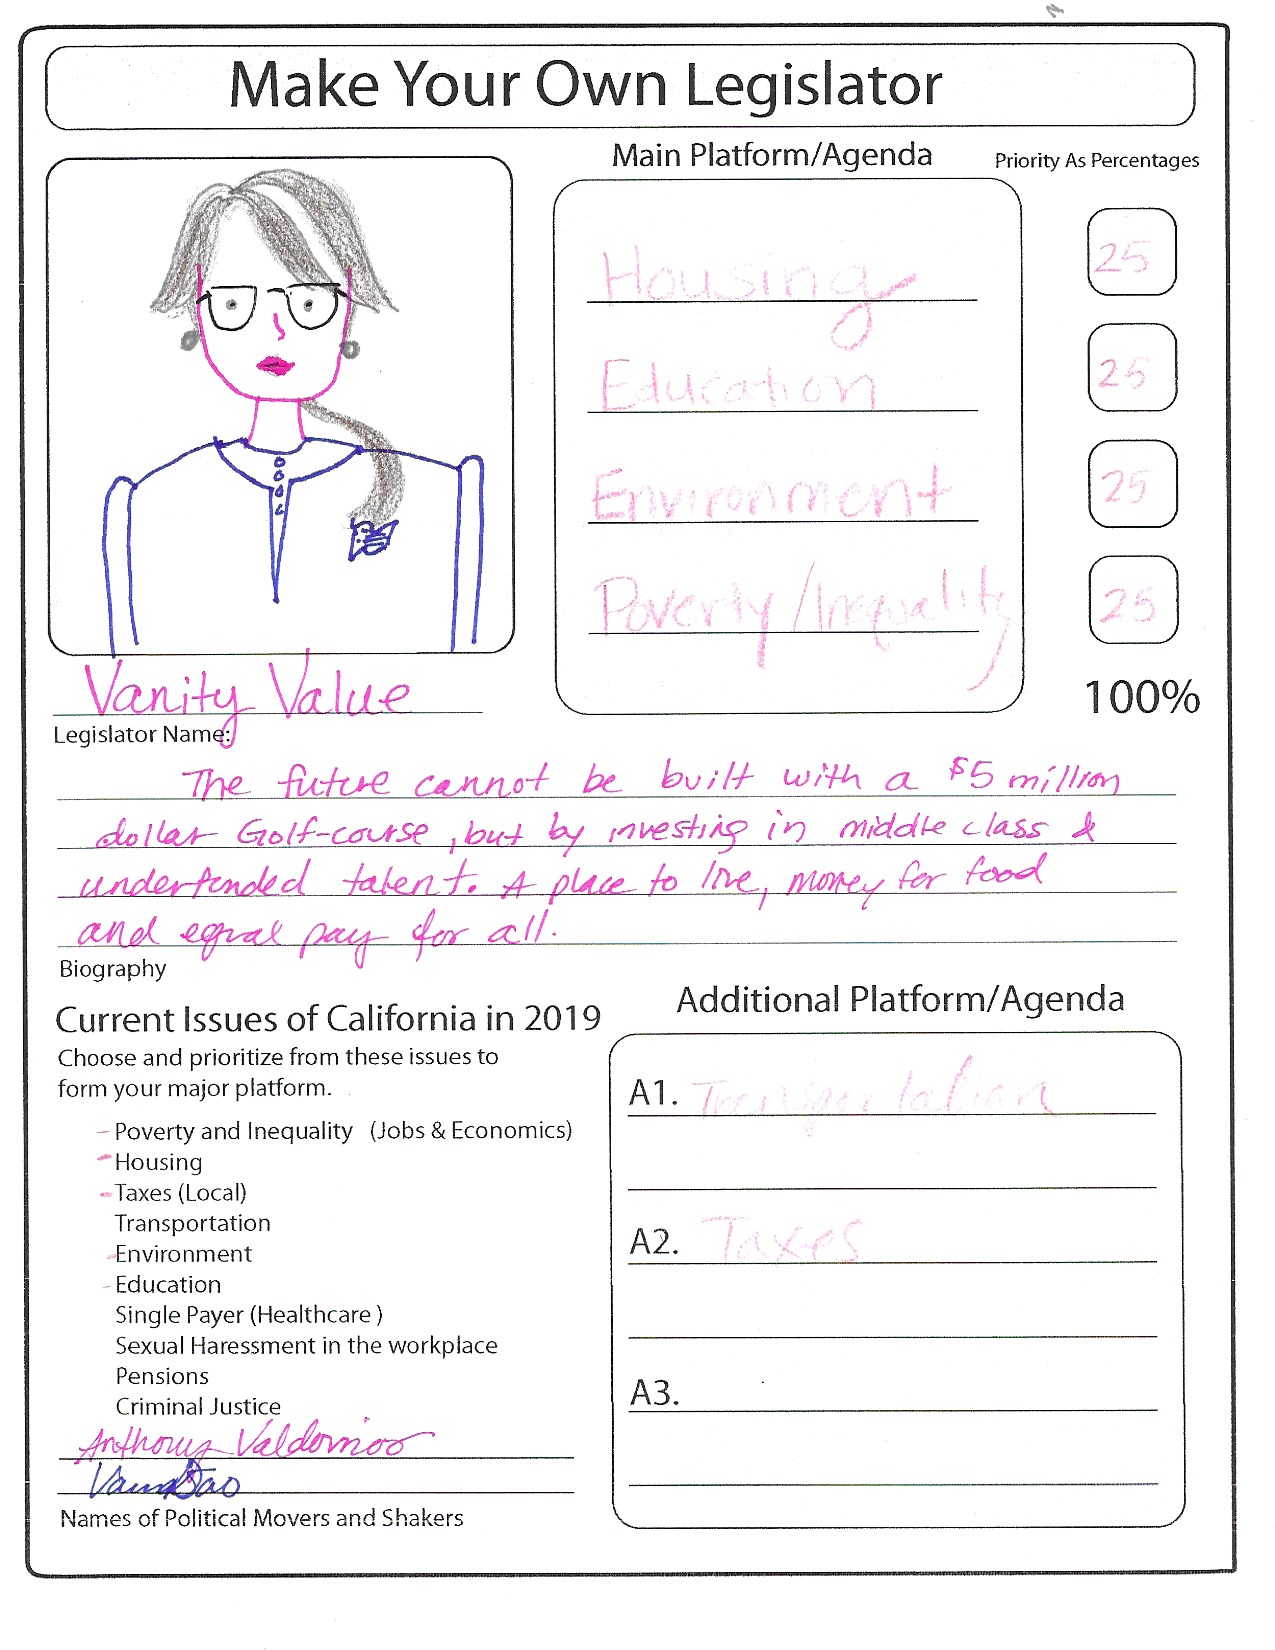 Make Your Own Legislator
Main Platform/Agenda
Priority As Percentages
Housing
25
Education
25
Environment
25
Poverty/Inequality
25
100%
Vanity Value
Legislator Name:
The future cannot be built with a $5 million
dollar Golf-course, but by investing in middle class &
underfended talent. A place to live, money for food
and equal pay for all.
Biography
Current Issues of California in 2019
Choose and prioritize from these issues to
form your major platform.
- Poverty and Inequality (Jobs & Economics)
- Housing
- Taxes (Local)
Transportation
- Environment
- Education
Single Payer (Healthcare )
Sexual Haressment in the workplace
Pensions
Criminal Justice
Anthony
Names of Political Movers and Shakers
Additional Platform/Agenda
A1. Transportation
A2. Taxes
A3.